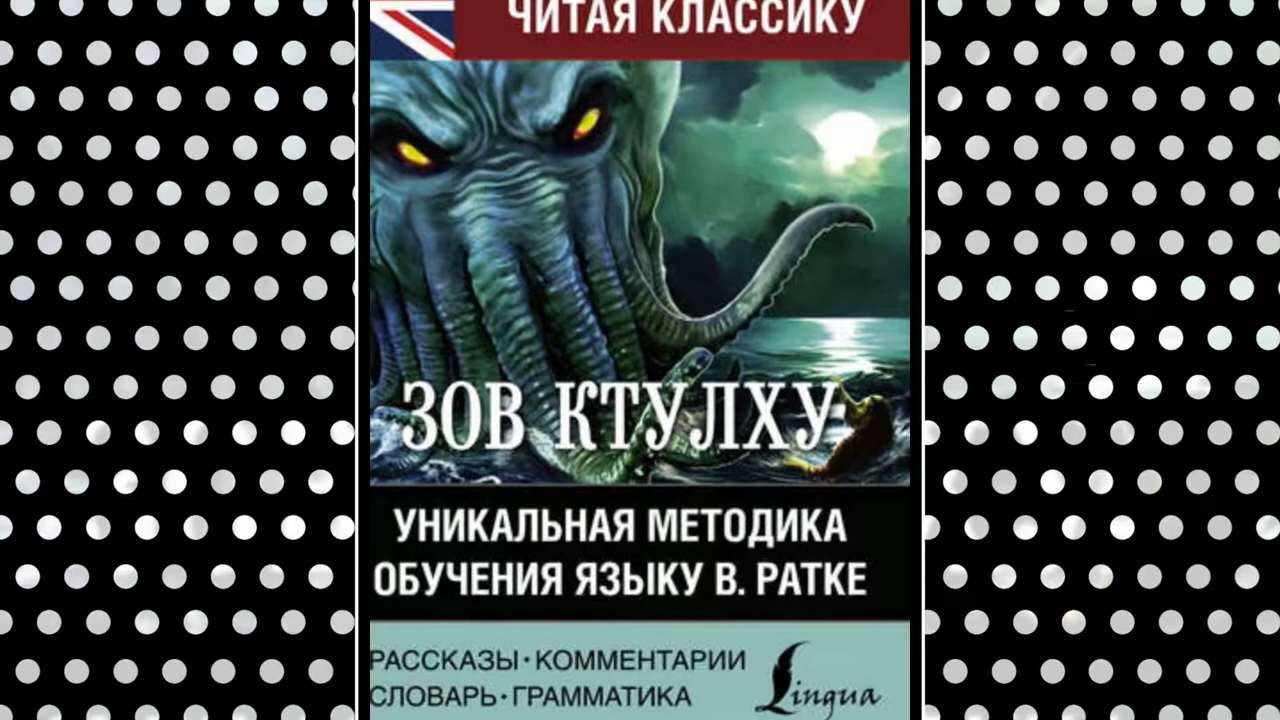 ЧИТАЯ КЛАССИКУ
ЗОВ КТУЛХУ
УНИКАЛЬНАЯ МЕТОДИКА
ОБУЧЕНИЯ ЯЗЫКУ В. РАТКЕ
РАССКАЗЫ·КОММЕНТАРИИ
СЛОВАРЬ·ГРАММАТИКА
Lingua